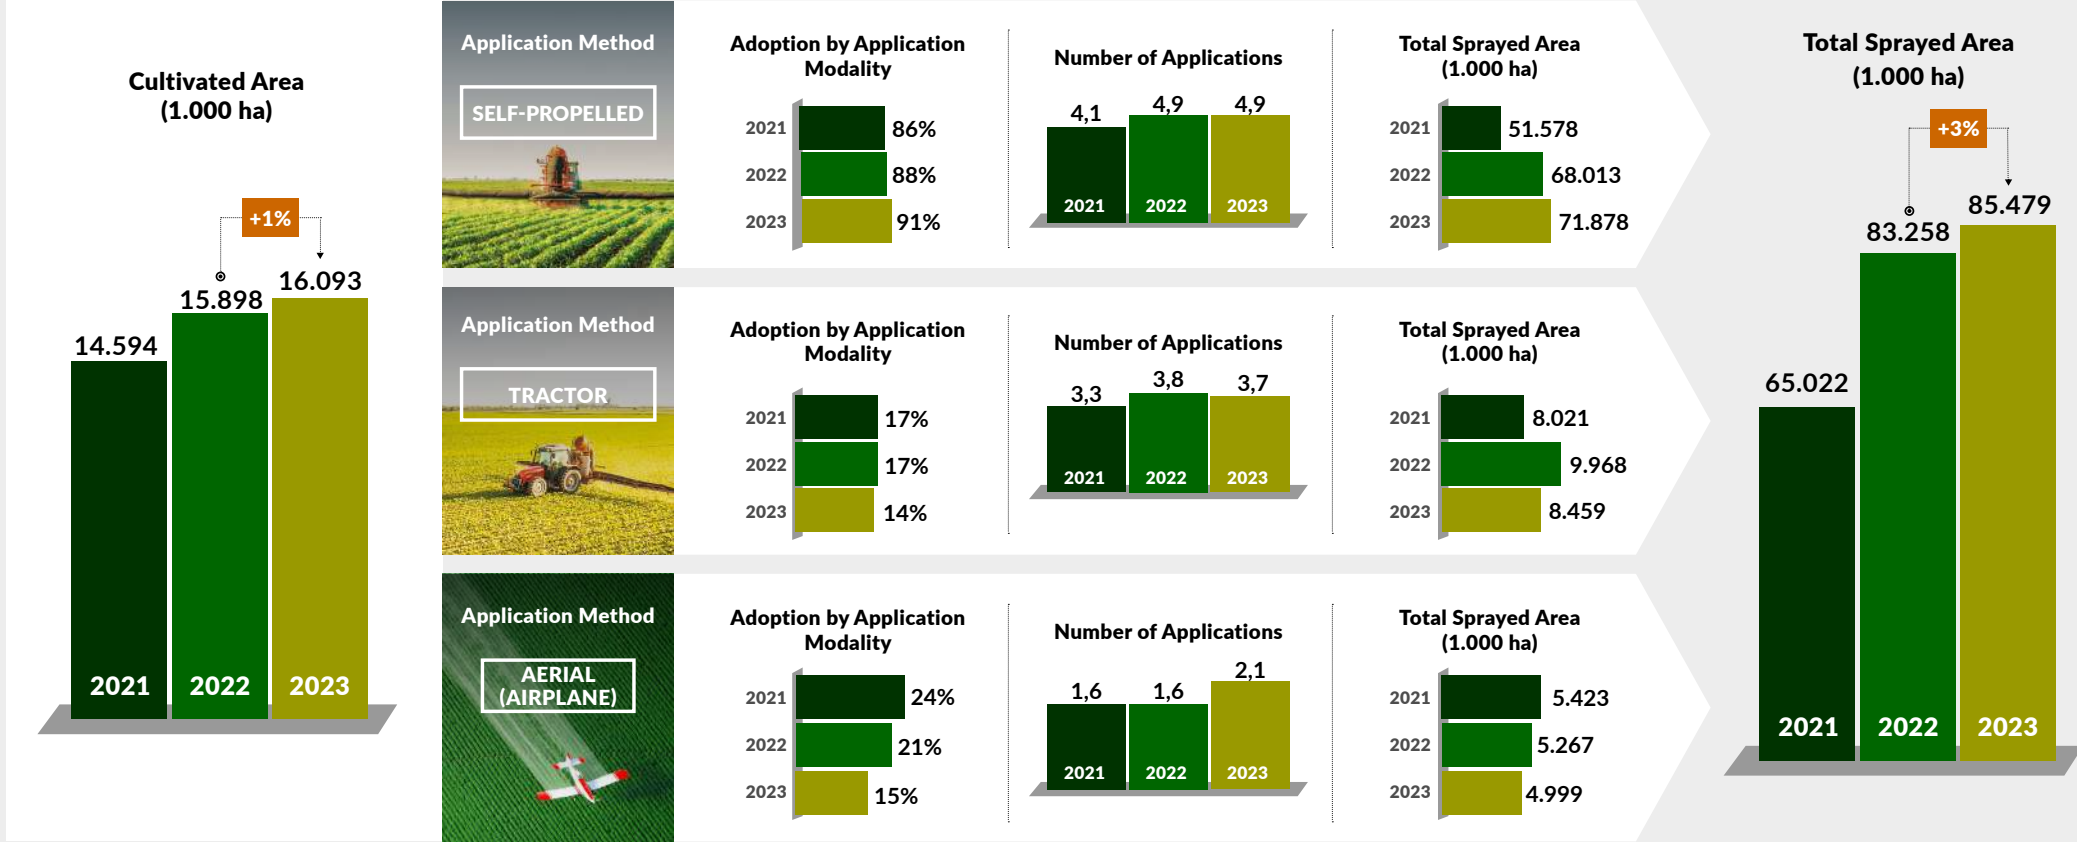 Cultivated Area
(1.000 ha)
+1%
14.594
15.898
16.093
2021
2022
2023
Application Method
SELF-PROPELLED
Adoption by Application
Modality
2021
86%
2022
88%
2023
91%
Number of Applications
4,1
4,9
4,9
2021
2022
2023
Total Sprayed Area
(1.000 ha)
2021
51.578
2022
68.013
2023
71.878
Application Method
TRACTOR
Adoption by Application
Modality
2021
17%
2022
17%
2023
14%
Number of Applications
3,3
3,8
3,7
2021
2022
2023
Total Sprayed Area
(1.000 ha)
2021
8.021
2022
9.968
2023
8.459
Application Method
AERIAL
(AIRPLANE)
Adoption by Application
Modality
2021
24%
2022
21%
2023
15%
Number of Applications
1,6
1,6
2,1
2021
2022
2023
Total Sprayed Area
(1.000 ha)
2021
5.423
2022
5.267
2023
4.999
Total Sprayed Area
(1.000 ha)
+3%
65.022
83.258
85.479
2021
2022
2023